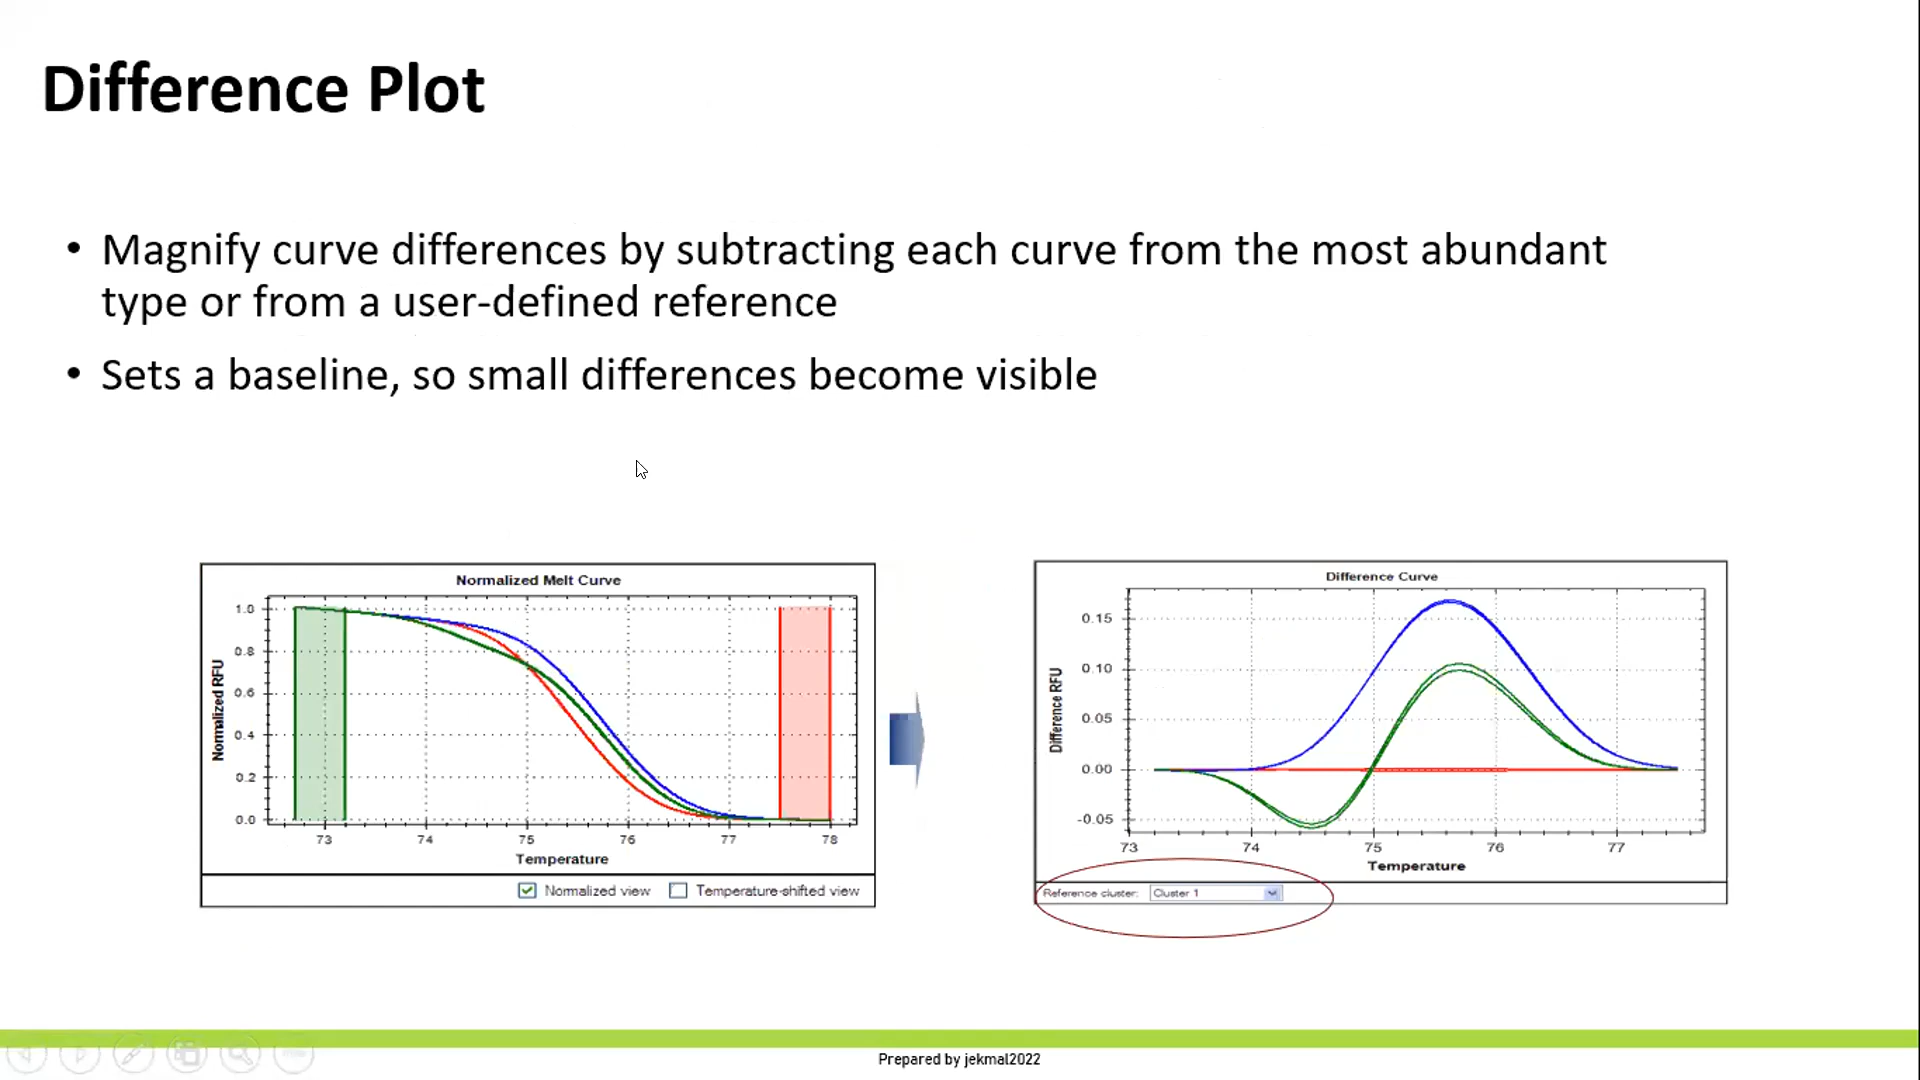 Difference Plot
• Magnify curve differences by subtracting each curve from the most abundant
type or from a user-defined reference
• Sets a baseline, so small differences become visible
Normalized Melt Curve
Normalized RFU
1.0
0.8
0.6
0.4
0.2
0.0
73 74 75 76 77 78
Temperature
Normalized view Temperature-shifted view
Difference Curve
Difference RFU
0.15
0.10
0.05
0.00
-0.05
73 74 75 76 77
Temperature
Reference cluster: Cluster 1
Prepared by jekmal2022